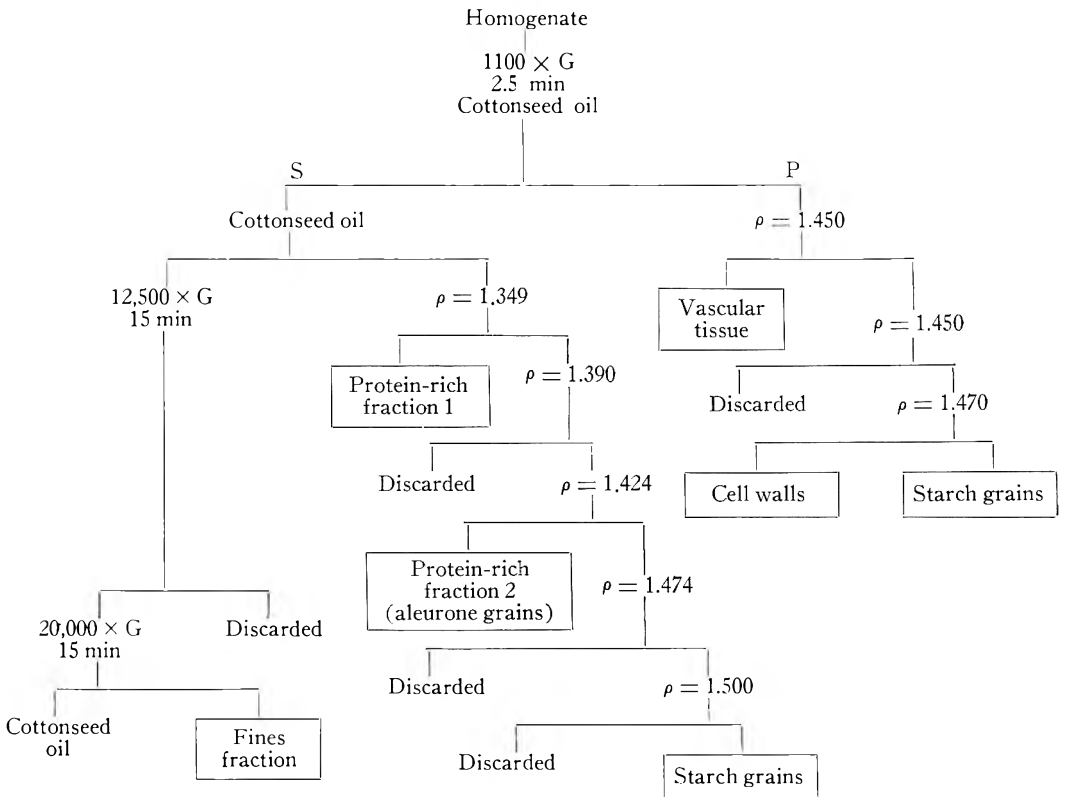 Homogenate
1100 × G
2.5 min
Cottonseed oil
S
P
Cottonseed oil
ρ = 1.450
12,500 × G
15 min
ρ = 1.349
Vascular
tissue
ρ = 1.450
Protein-rich
fraction 1
ρ = 1.390
Discarded
ρ = 1.470
Discarded
ρ = 1.424
Cell walls
Starch grains
Protein-rich
fraction 2
(aleurone grains)
ρ = 1.474
20,000 × G
15 min
Discarded
Discarded
ρ = 1.500
Cottonseed
oil
Fines
fraction
Discarded
Starch grains